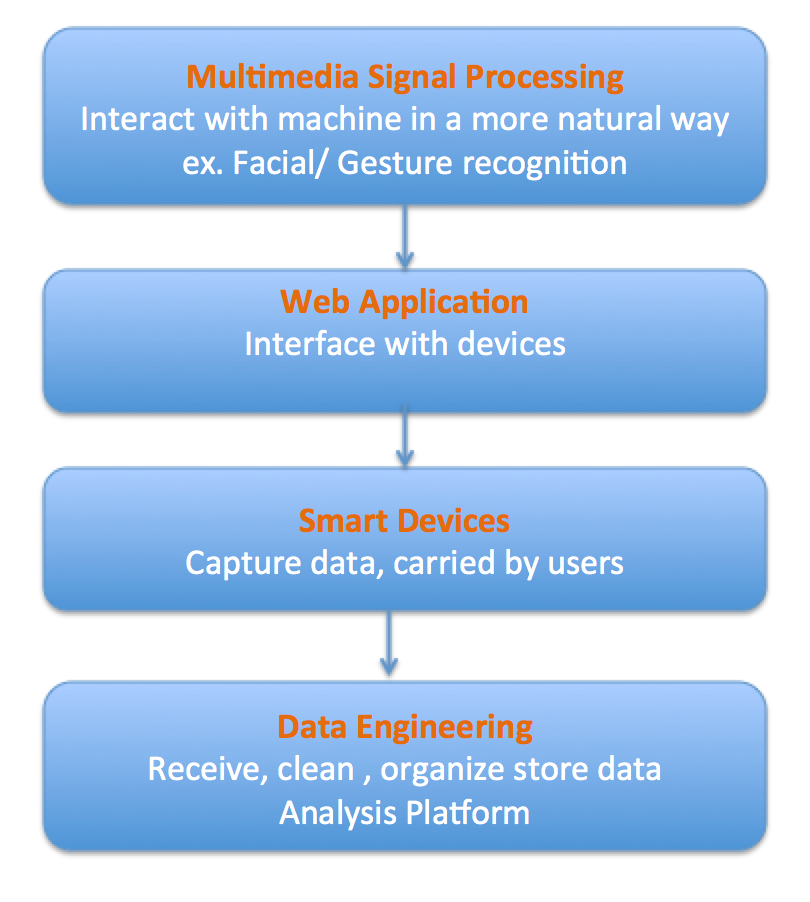 Multimedia Signal Processing
Interact with machine in a more natural way
ex. Facial/ Gesture recognition
Web Application
Interface with devices
Smart Devices
Capture data, carried by users
Data Engineering
Receive, clean , organize store data
Analysis Platform